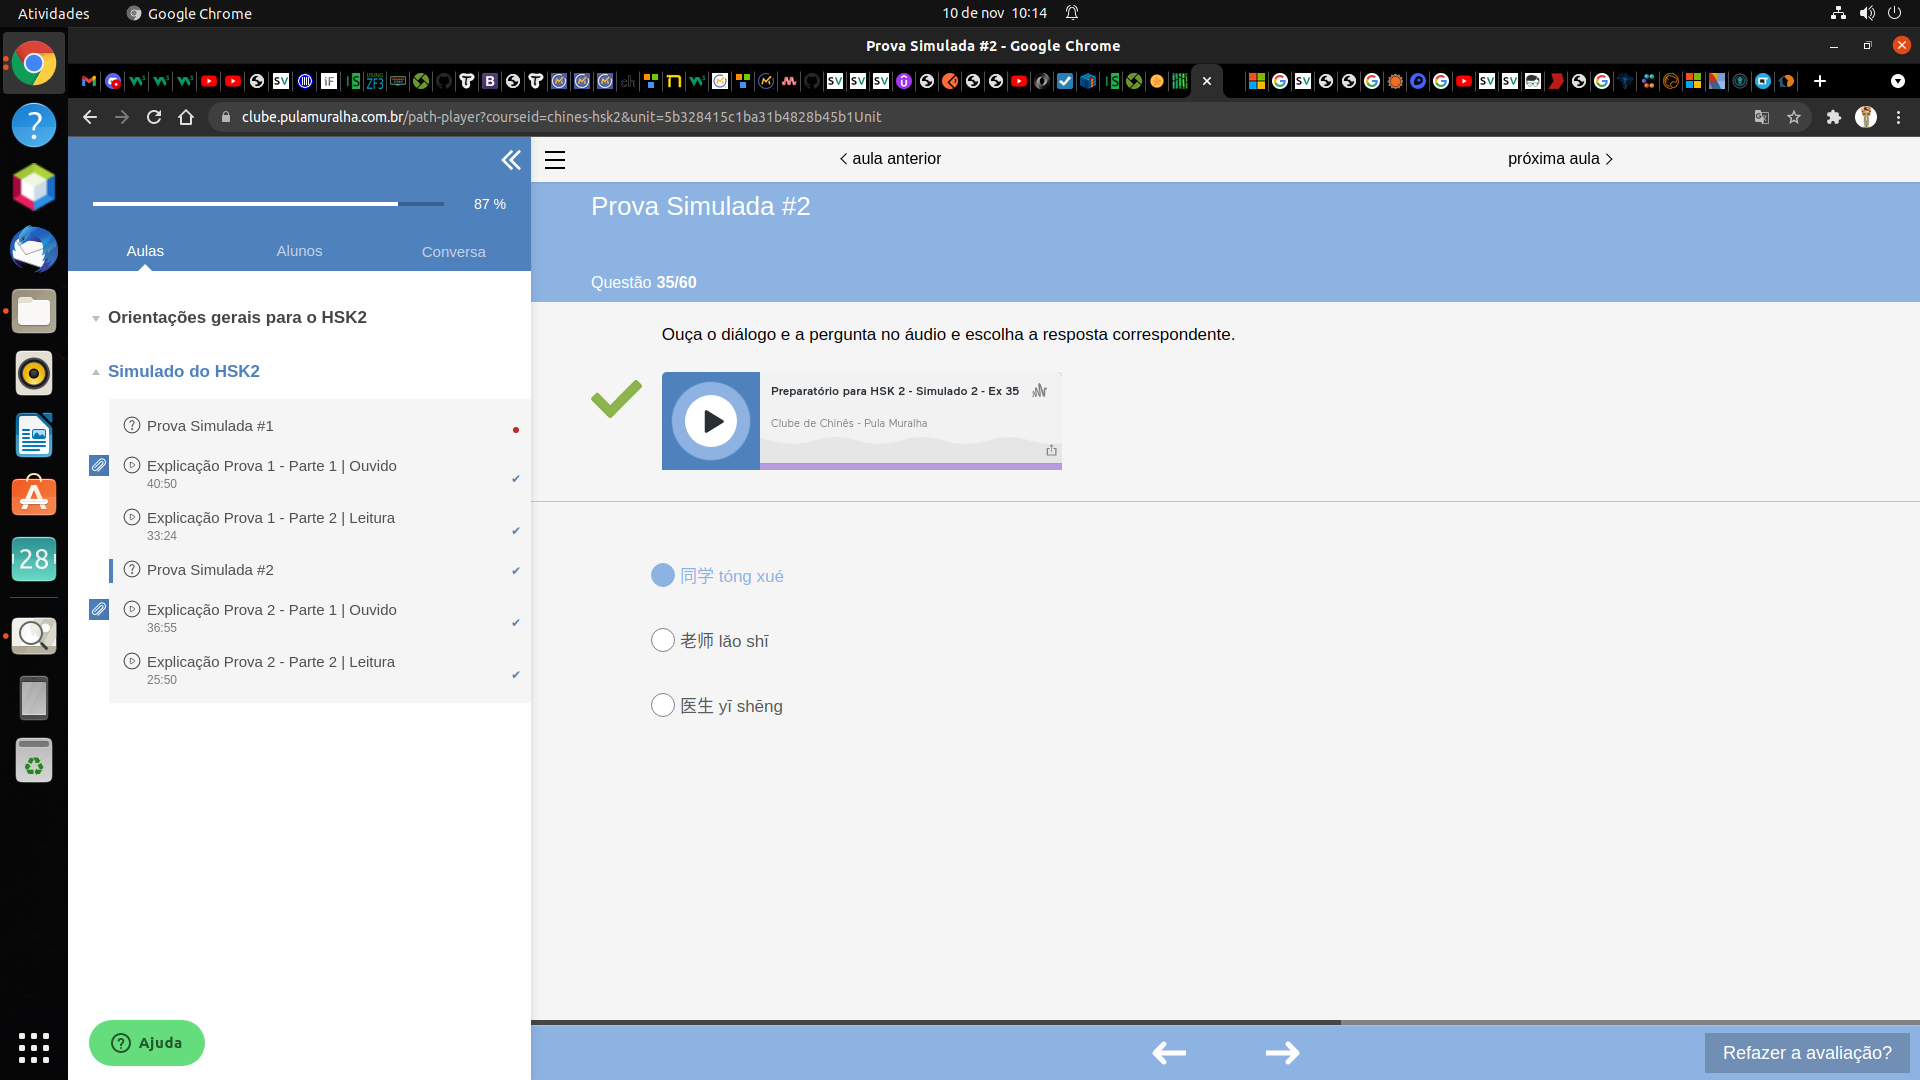 Atividades
Google Chrome
10 de nov 10:14
Prova Simulada #2 - Google Chrome
clube.pulamuralha.com.br/path-player?courseid=chines-hsk2&unit=5b328415c1ba31b4828b45b1Unit
87 %
Aulas
Alunos
Conversa
Orientações gerais para o HSK2
Simulado do HSK2
Prova Simulada #1
Explicação Prova 1 - Parte 1 | Ouvido
40:50
Explicação Prova 1 - Parte 2 | Leitura
33:24
Prova Simulada #2
Explicação Prova 2 - Parte 1 | Ouvido
36:55
Explicação Prova 2 - Parte 2 | Leitura
25:50
Ajuda
28
aula anterior
próxima aula
Prova Simulada #2
Questão 35/60
Ouça o diálogo e a pergunta no áudio e escolha a resposta correspondente.
Preparatório para HSK 2 - Simulado 2 - Ex 35
Clube de Chinês - Pula Muralha
同学 tóng xué
老师 lǎo shī
医生 yī shēng
Refazer a avaliação?